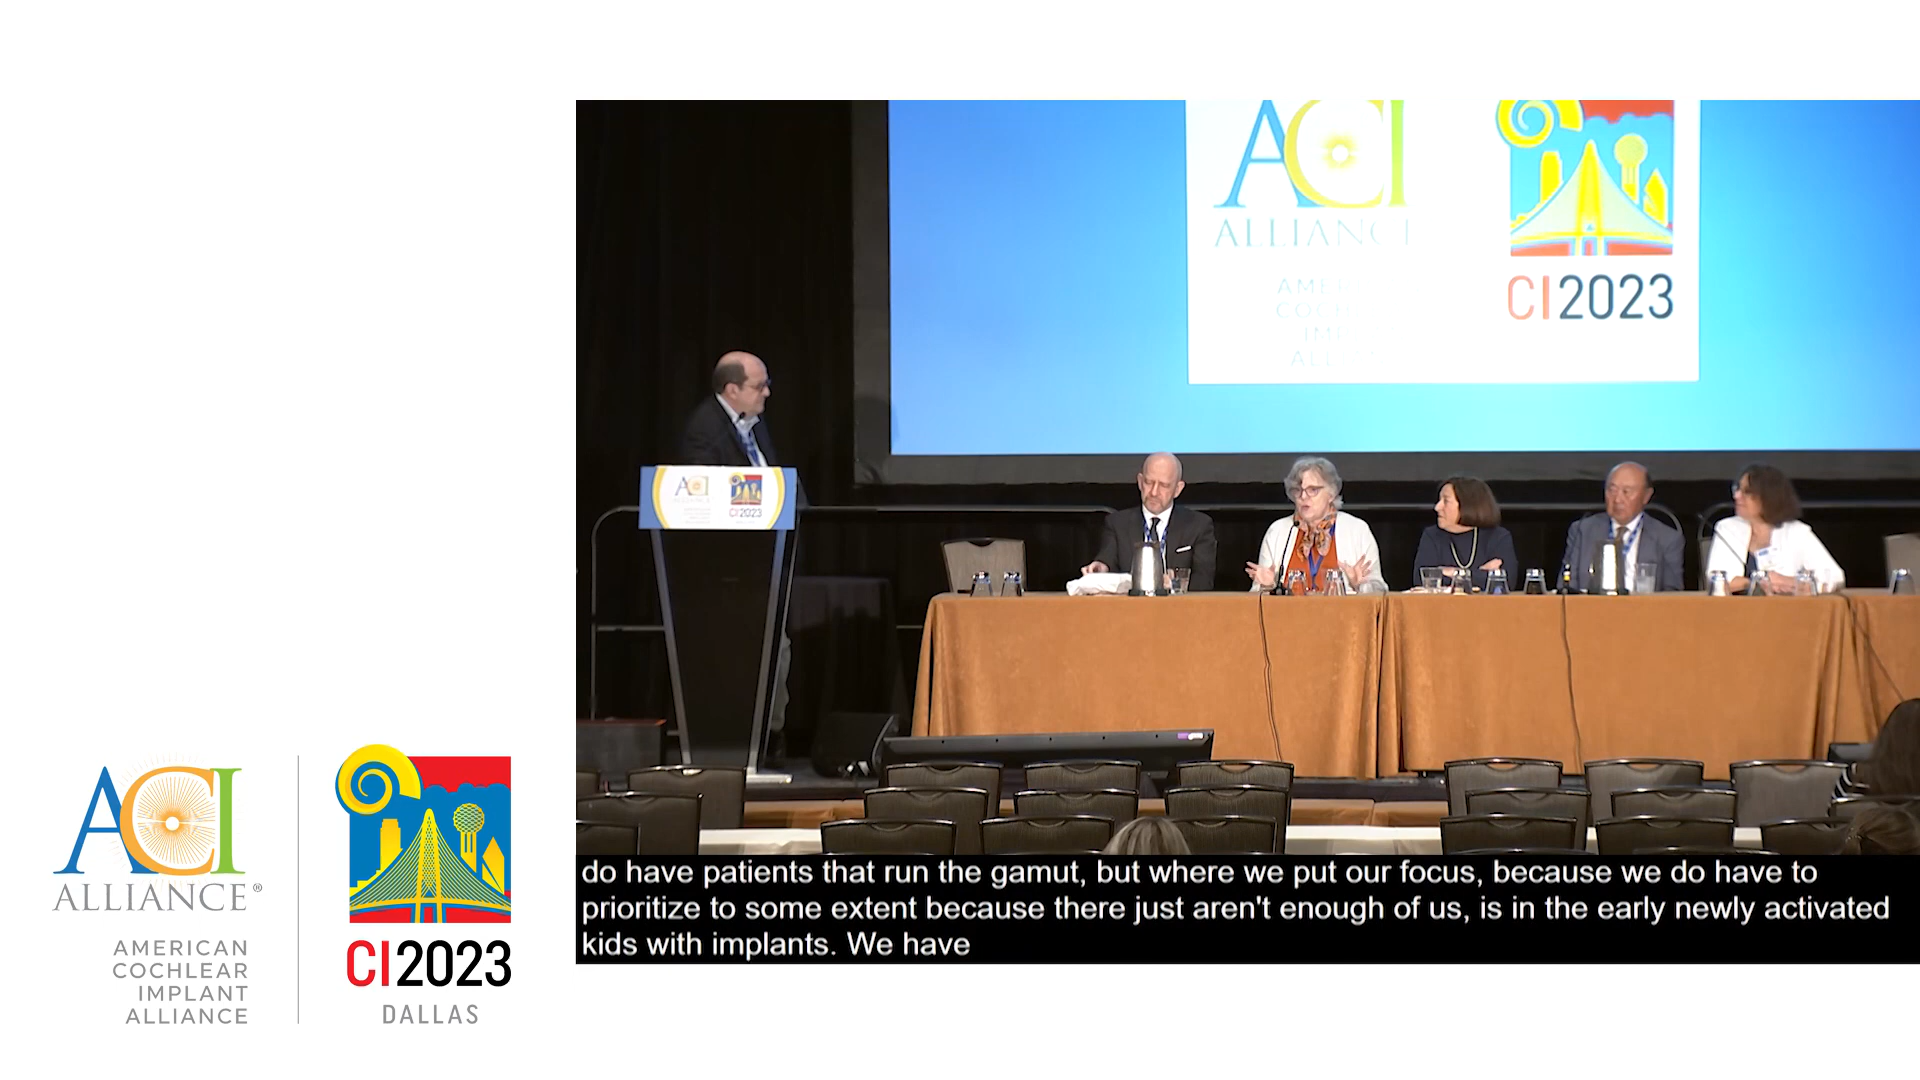 ACI
ALLIANCE
CI2023
ACI
CI2023
ACI
ALLIANCE®
AMERICAN
COCHLEAR
IMPLANT
ALLIANCE
CI2023
DALLAS
do have patients that run the gamut, but where we put our focus, because we do have to
prioritize to some extent because there just aren't enough of us, is in the early newly activated
kids with implants. We have